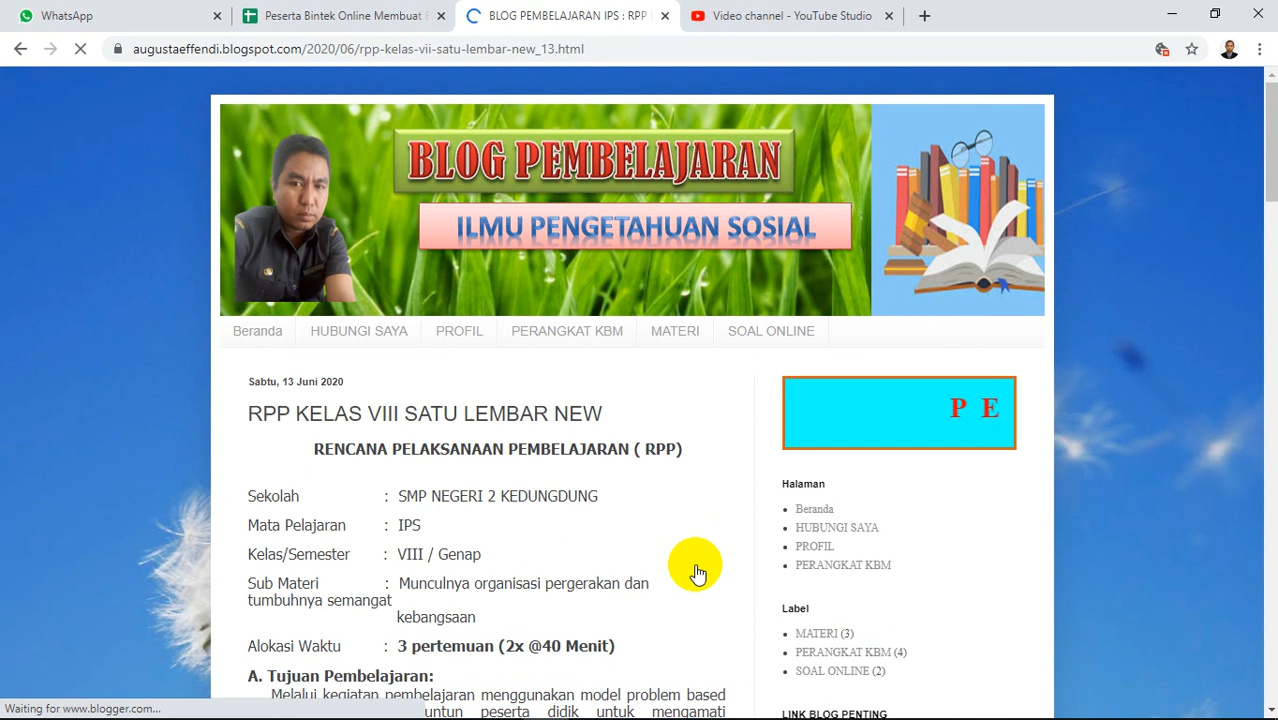 WhatsApp
Peserta Bintek Online Membuat B
BLOG PEMBELAJARAN IPS : RPP
Video channel - YouTube Studio
augustaeffendi.blogspot.com/2020/06/rpp-kelas-vii-satu-lembar-new_13.html
BLOG PEMBELAJARAN
ILMU PENGETAHUAN SOSIAL
Beranda HUBUNGI SAYA PROFIL PERANGKAT KBM MATERI SOAL ONLINE
Sabtu, 13 Juni 2020
RPP KELAS VIII SATU LEMBAR NEW
RENCANA PELAKSANAAN PEMBELAJARAN ( RPP)
Sekolah : SMP NEGERI 2 KEDUNGDUNG
Mata Pelajaran : IPS
Kelas/Semester : VIII / Genap
Sub Materi : Munculnya organisasi pergerakan dan
tumbuhnya semangat
kebangsaan
Alokasi Waktu : 3 pertemuan (2x @40 Menit)
A. Tujuan Pembelajaran:
Melalui kegiatan pembelajaran menggunakan model problem based
untun peserta didik untuk mengamati
P E
Halaman
Beranda
HUBUNGI SAYA
PROFIL
PERANGKAT KBM
Label
MATERI (3)
PERANGKAT KBM (4)
SOAL ONLINE (2)
LINK BLOG PENTING
Waiting for www.blogger.com...